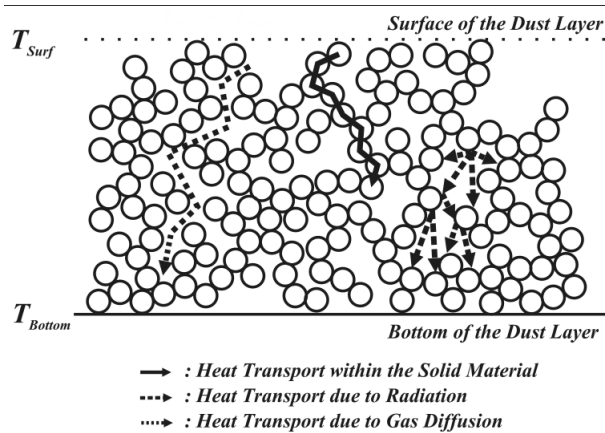 Surface of the Dust Layer
T_Surf
T_Bottom
Bottom of the Dust Layer
: Heat Transport within the Solid Material
: Heat Transport due to Radiation
: Heat Transport due to Gas Diffusion